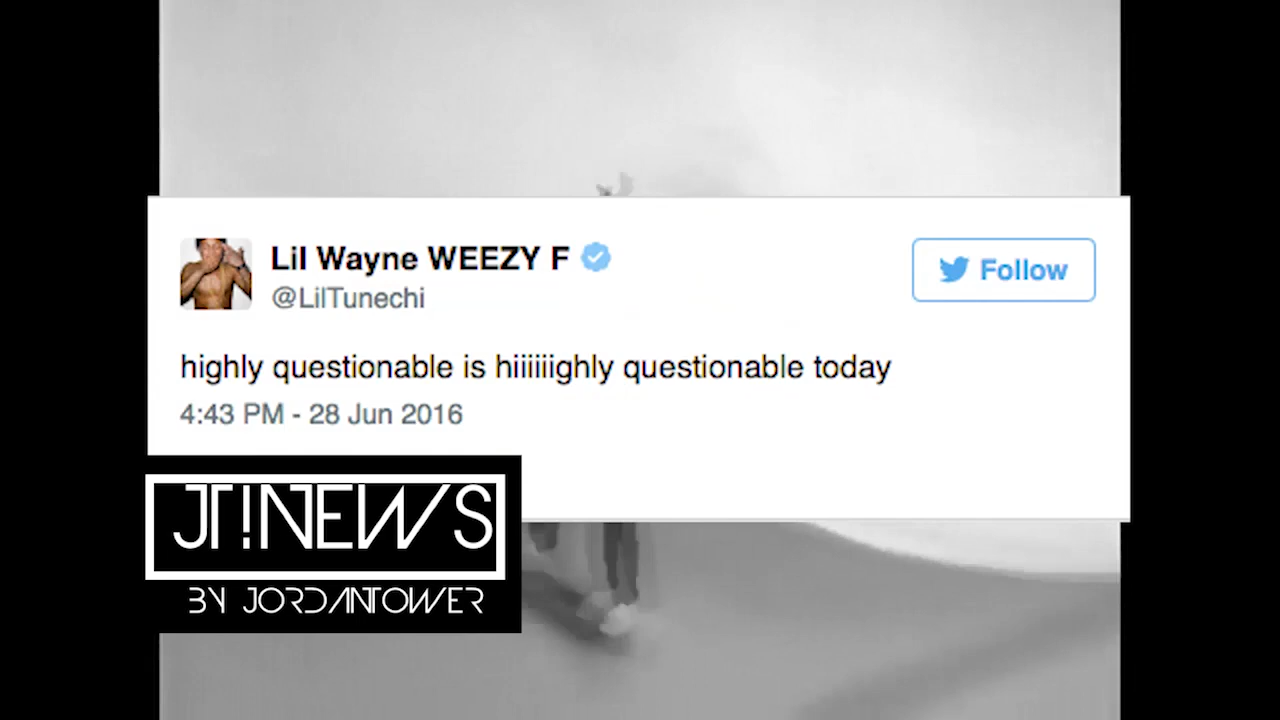 Lil Wayne WEEZY F
@LilTunechi
Follow
highly questionable is hiiiiiighly questionable today
4:43 PM - 28 Jun 2016
JT!NEWS
BY JORDANTOWER